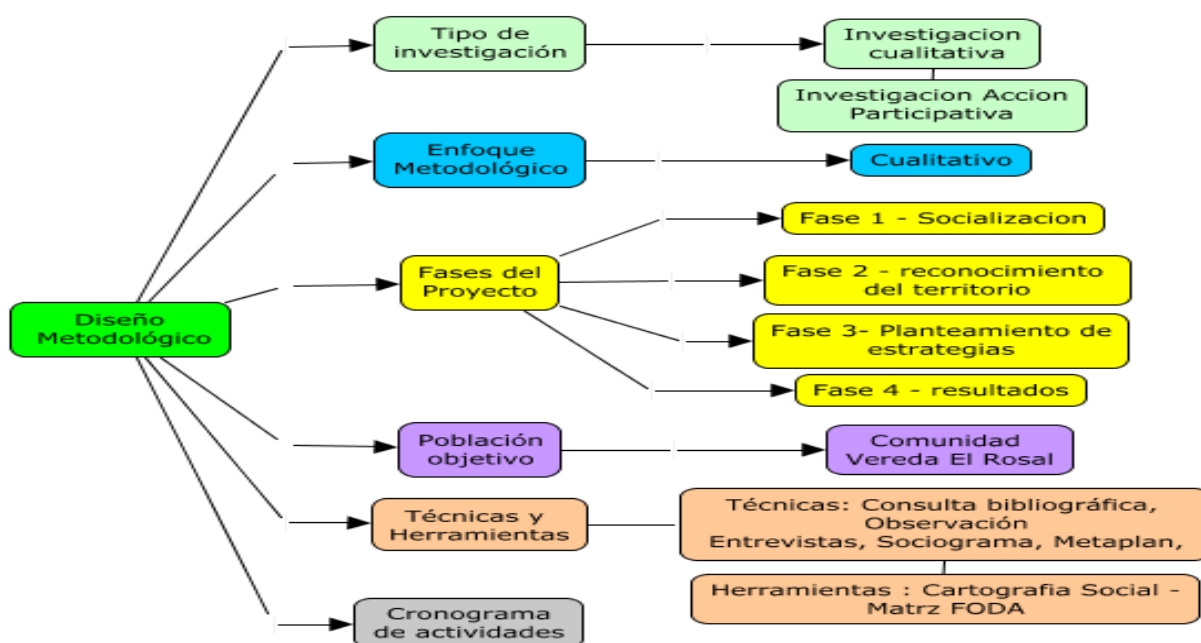 Diseño
Metodológico
Tipo de
investigación
Investigacion
cualitativa
Investigacion Accion
Participativa
Enfoque
Metodológico
Cualitativo
Fases del
Proyecto
Fase 1 - Socializacion
Fase 2 - reconocimiento
del territorio
Fase 3- Planteamiento de
estrategias
Fase 4 - resultados
Población
objetivo
Comunidad
Vereda El Rosal
Técnicas y
Herramientas
Técnicas: Consulta bibliográfica,
Observación
Entrevistas, Sociograma, Metaplan,
Herramientas : Cartografia Social -
Matrz FODA
Cronograma
de actividades